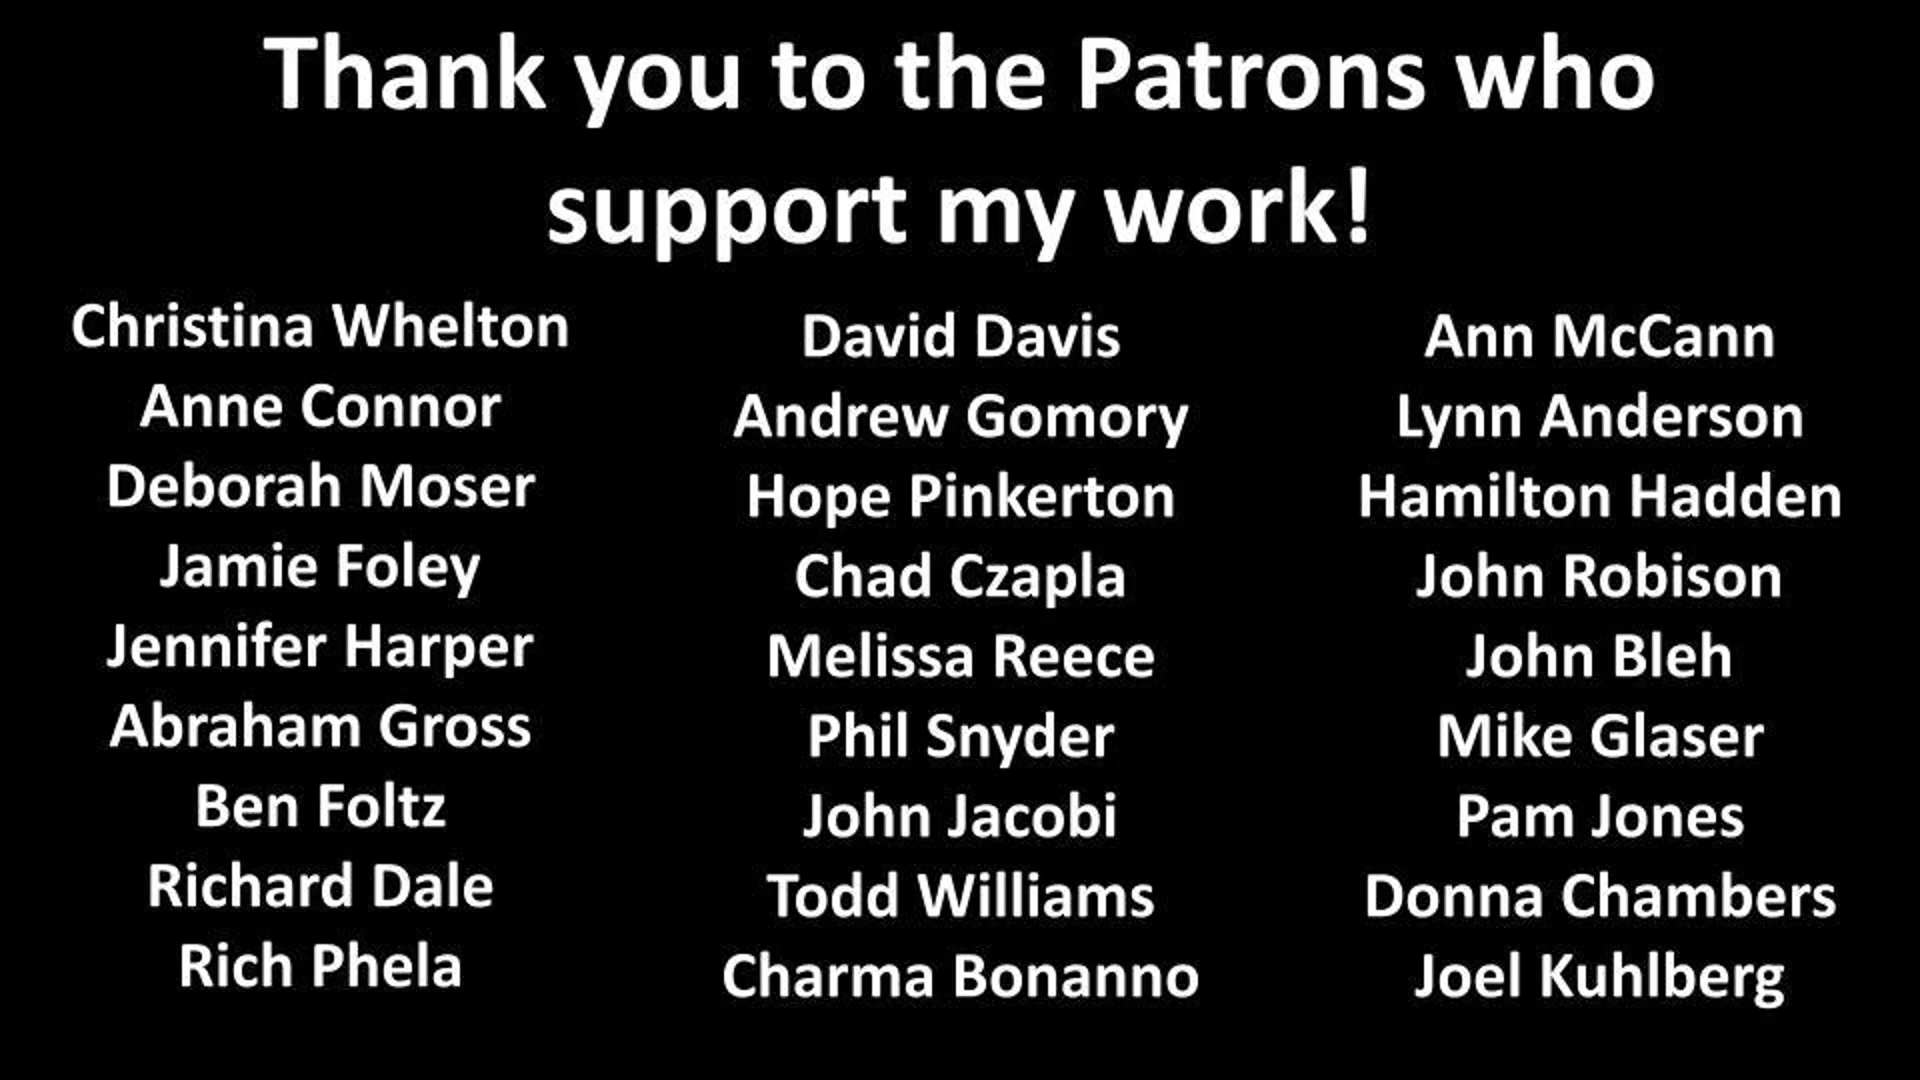 Thank you to the Patrons who
support my work!
Christina Whelton
Anne Connor
Deborah Moser
Jamie Foley
Jennifer Harper
Abraham Gross
Ben Foltz
Richard Dale
Rich Phela
David Davis
Andrew Gomory
Hope Pinkerton
Chad Czapla
Melissa Reece
Phil Snyder
John Jacobi
Todd Williams
Charma Bonanno
Ann McCann
Lynn Anderson
Hamilton Hadden
John Robison
John Bleh
Mike Glaser
Pam Jones
Donna Chambers
Joel Kuhlberg